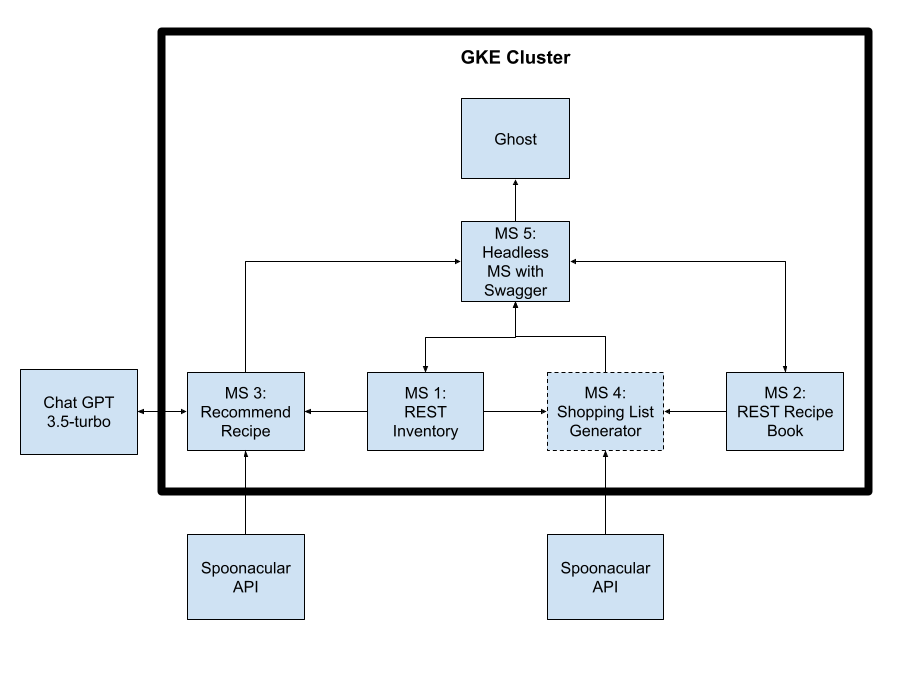 GKE Cluster
Ghost
MS 5:
Headless
MS with
Swagger
Chat GPT
3.5-turbo
MS 3:
Recommend
Recipe
MS 1:
REST
Inventory
MS 4:
Shopping List
Generator
MS 2:
REST Recipe
Book
Spoonacular
API
Spoonacular
API